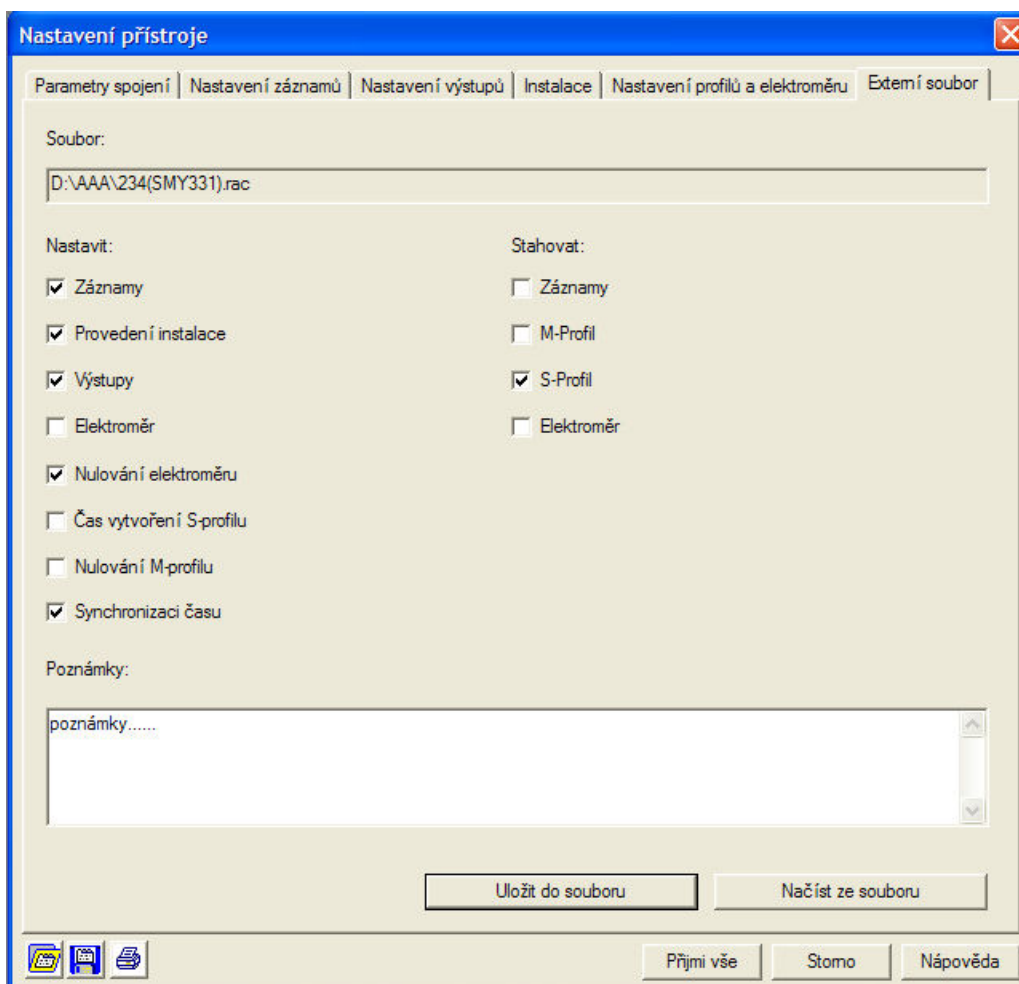 Nastavení přístroje
Parametry spojení Nastavení záznamů Nastavení výstupů Instalace Nastavení profilů a elektroměru Externí soubor
Soubor:
D:\AAA\234(SMY331).rac
Nastavit: Stahovat:
Záznamy Záznamy
Provedení instalace M-Profil
Výstupy S-Profil
Elektroměr Elektroměr
Nulování elektroměru
Čas vytvoření S-profilu
Nulování M-profilu
Synchronizaci času
Poznámky:
poznámky......
Uložit do souboru Načíst ze souboru
Přijmi vše Storno Nápověda